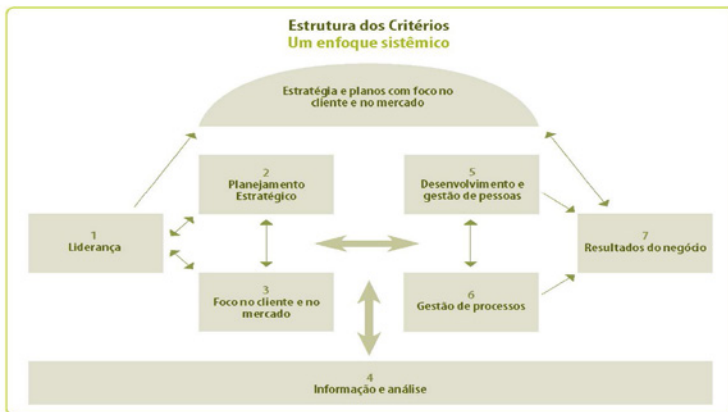 Estrutura dos Critérios
Um enfoque sistêmico
Estratégia e planos com foco no
cliente e no mercado
2
Planejamento
Estratégico
5
Desenvolvimento e
gestão de pessoas
1
Liderança
7
Resultados do negócio
3
Foco no cliente e no
mercado
6
Gestão de processos
4
Informação e análise